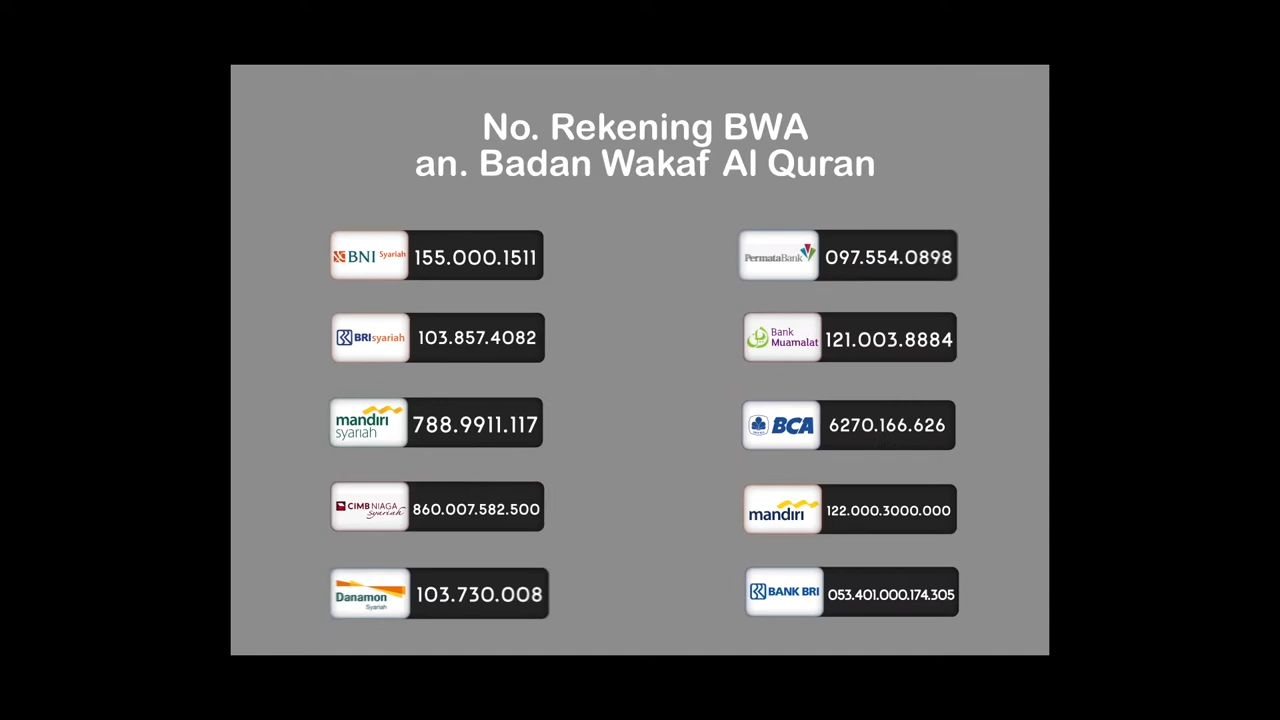 No. Rekening BWA
an. Badan Wakaf Al Quran
BNI Syariah 155.000.1511
BRIsyariah 103.857.4082
mandiri
syariah
788.9911.117
CIMB NIAGA
syariah
860.007.582.500
Danamon
Syariah
103.730.008
PermataBank 097.554.0898
Bank
Muamalat
121.003.8884
BCA 6270.166.626
mandiri 122.000.3000.000
BANK BRI 053.401.000.174.305